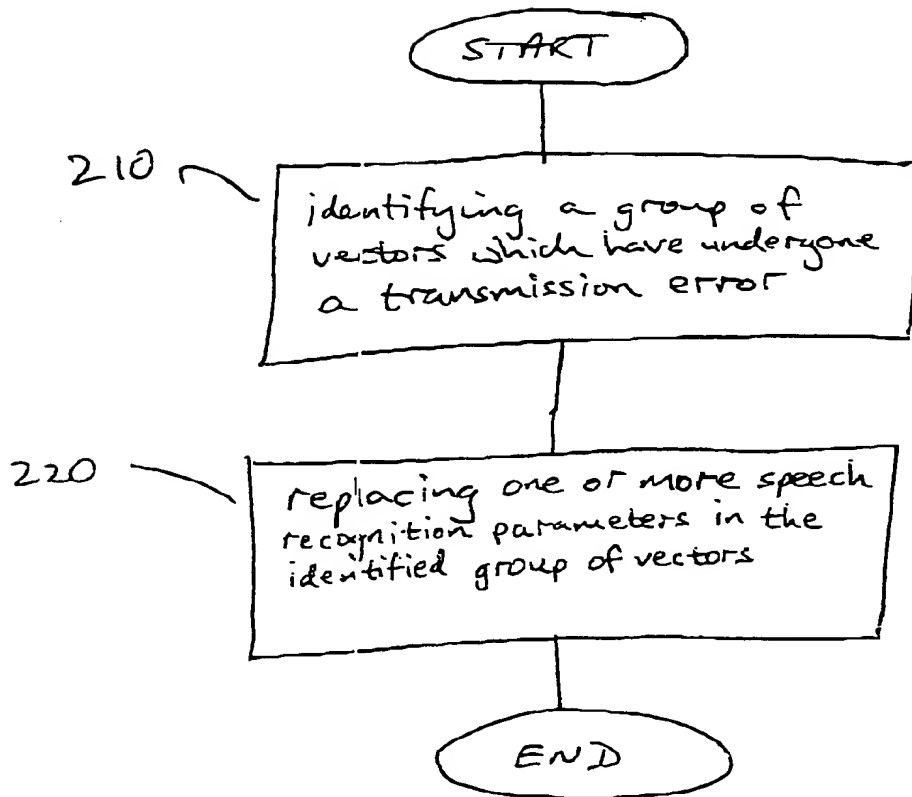 START
210
identifying a group of
vectors which have undergone
a transmission error
220
replacing one or more speech
recognition parameters in the
identified group of vectors
END